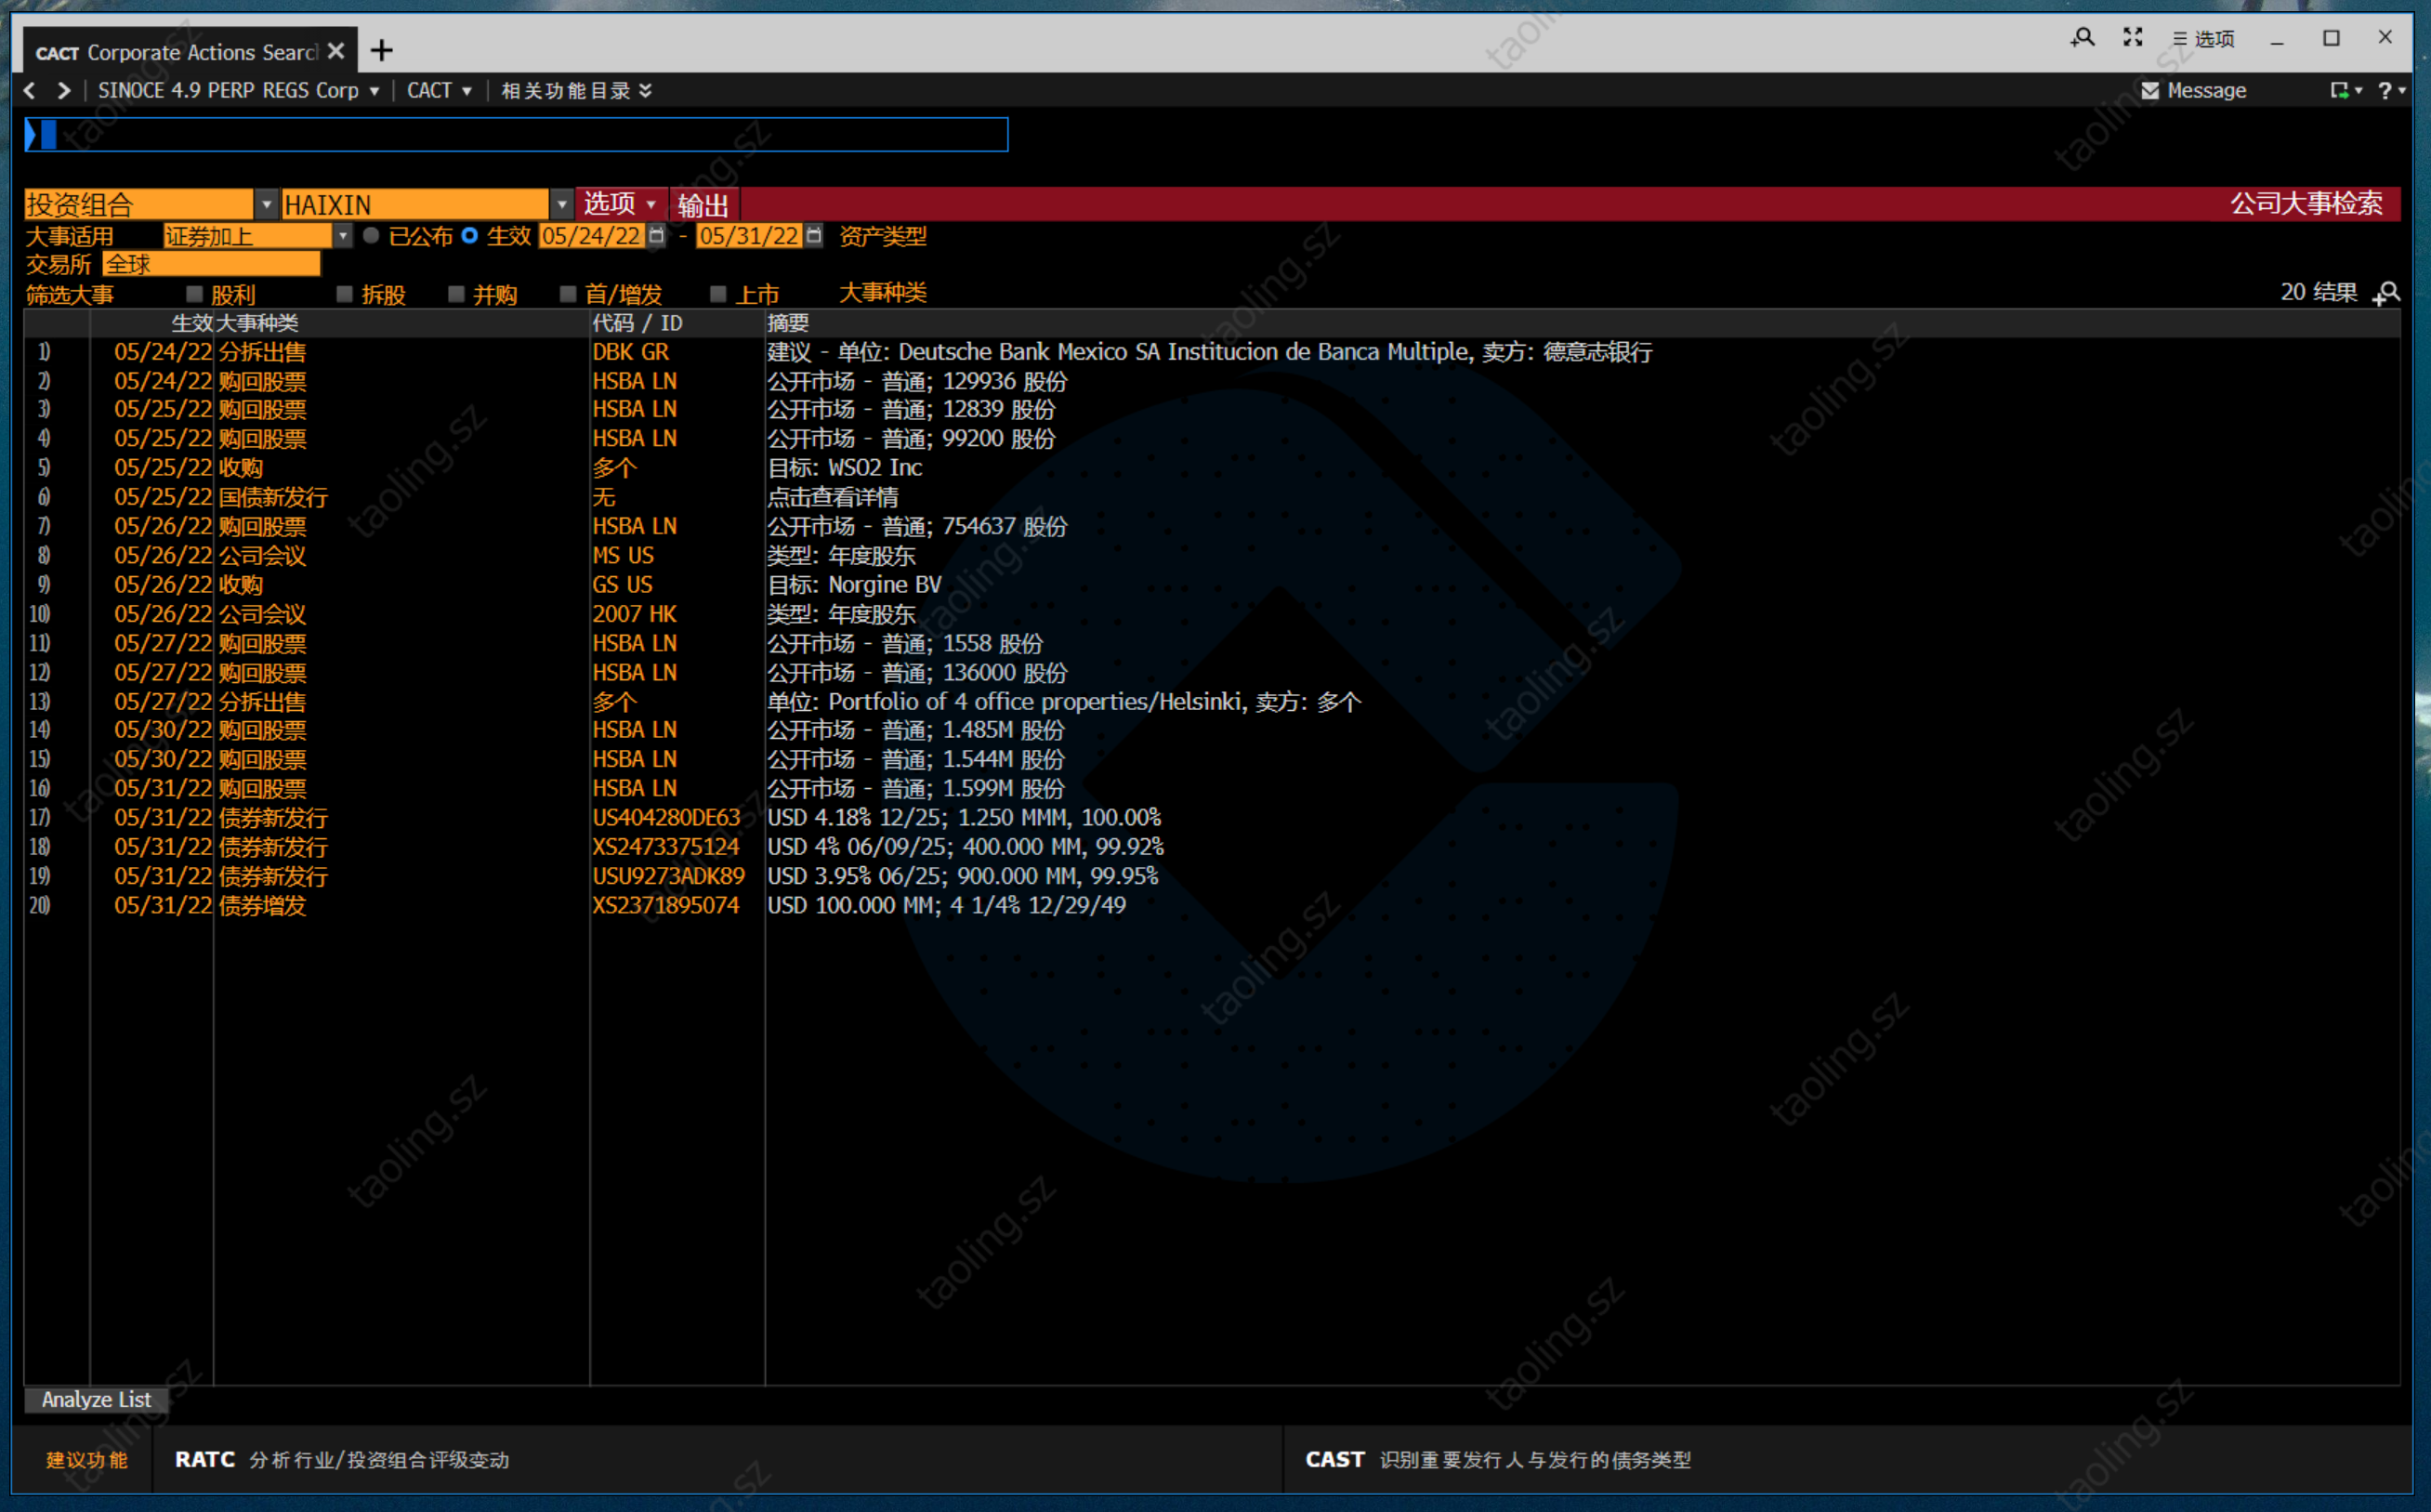 CACT Corporate Actions Searc
选项
SINOCE 4.9 PERP REGS Corp CACT 相关功能目录 Message ?
投资组合 HAIXIN 选项 输出 公司大事检索
大事适用 证券加上 已公布 生效 05/24/22 - 05/31/22 资产类型
交易所 全球
筛选大事 股利 拆股 并购 首/增发 上市 大事种类 20 结果
生效 大事种类 代码 / ID 摘要
1) 05/24/22 分拆出售 DBK GR 建议 - 单位: Deutsche Bank Mexico SA Institucion de Banca Multiple, 卖方: 德意志银行
2) 05/24/22 购回股票 HSBA LN 公开市场 - 普通; 129936 股份
3) 05/25/22 购回股票 HSBA LN 公开市场 - 普通; 12839 股份
4) 05/25/22 购回股票 HSBA LN 公开市场 - 普通; 99200 股份
5) 05/25/22 收购 多个 目标: WSO2 Inc
6) 05/25/22 国债新发行 无 点击查看详情
7) 05/26/22 购回股票 HSBA LN 公开市场 - 普通; 754637 股份
8) 05/26/22 公司会议 MS US 类型: 年度股东
9) 05/26/22 收购 GS US 目标: Norgine BV
10) 05/26/22 公司会议 2007 HK 类型: 年度股东
11) 05/27/22 购回股票 HSBA LN 公开市场 - 普通; 1558 股份
12) 05/27/22 购回股票 HSBA LN 公开市场 - 普通; 136000 股份
13) 05/27/22 分拆出售 多个 单位: Portfolio of 4 office properties/Helsinki, 卖方: 多个
14) 05/30/22 购回股票 HSBA LN 公开市场 - 普通; 1.485M 股份
15) 05/30/22 购回股票 HSBA LN 公开市场 - 普通; 1.544M 股份
16) 05/31/22 购回股票 HSBA LN 公开市场 - 普通; 1.599M 股份
17) 05/31/22 债券新发行 US404280DE63 USD 4.18% 12/25; 1.250 MMM, 100.00%
18) 05/31/22 债券新发行 XS2473375124 USD 4% 06/09/25; 400.000 MM, 99.92%
19) 05/31/22 债券新发行 USU9273ADK89 USD 3.95% 06/25; 900.000 MM, 99.95%
20) 05/31/22 债券增发 XS2371895074 USD 100.000 MM; 4 1/4% 12/29/49
Analyze List
建议功能 RATC 分析行业/投资组合评级变动 CAST 识别重要发行人与发行的债务类型
taoling.sz